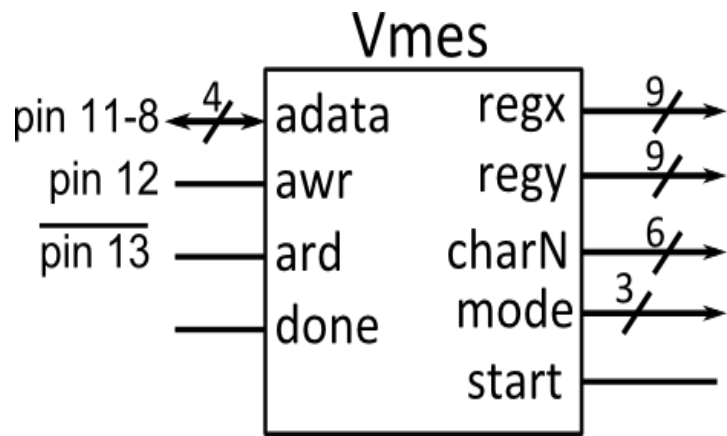 Vmes
pin 11-8 4 adata regx 9
pin 12 awr regy 9
pin 13 ard charN 6
done mode 3
start